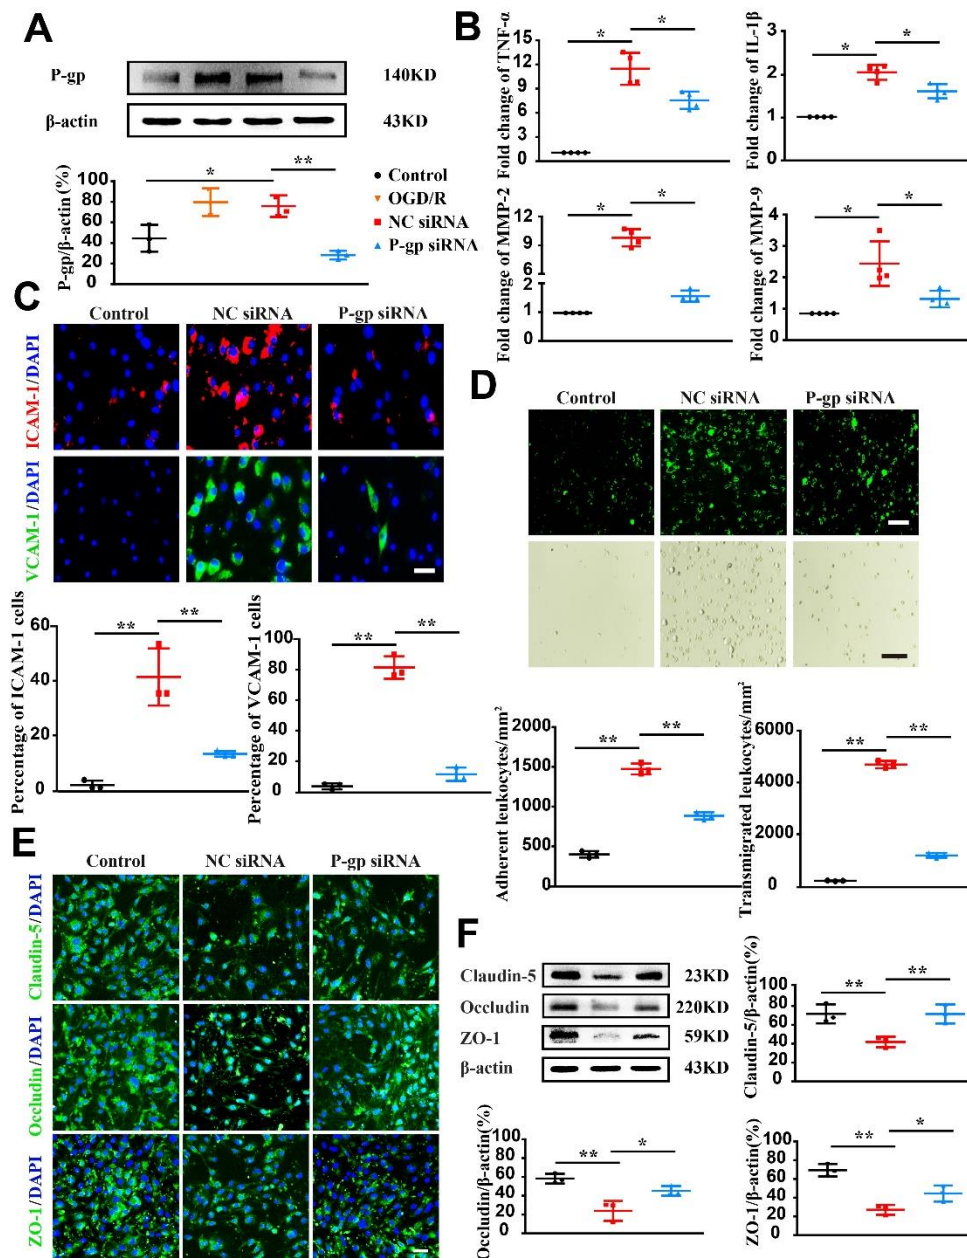 A
P-gp
140KD
β-actin
43KD
P-gp/β-actin(%)
100
80
60
40
20
0
*
**
Control
OGD/R
NC siRNA
P-gp siRNA
B
Fold change of TNF-α
15
12
9
6
3
0
*
*
Fold change of IL-1β
3
2
1
0
*
*
Fold change of MMP-2
12
9
6
2
1
0
*
*
Fold change of MMP-9
4
3
2
1
0
*
*
C
Control
NC siRNA
P-gp siRNA
ICAM-1/DAPI
VCAM-1/DAPI
Percentage of ICAM-1 cells
60
40
20
0
**
**
Percentage of VCAM-1 cells
100
80
60
40
20
0
**
**
D
Control
NC siRNA
P-gp siRNA
Adherent leukocytes/mm²
2000
1500
1000
500
0
**
**
Transmigrated leukocytes/mm²
6000
4000
2000
0
**
**
E
Control
NC siRNA
P-gp siRNA
Claudin-5/DAPI
Occludin/DAPI
ZO-1/DAPI
F
Claudin-5
23KD
Occludin
220KD
ZO-1
59KD
β-actin
43KD
Claudin-5/β-actin(%)
100
80
60
40
20
0
**
**
Occludin/β-actin(%)
100
80
60
40
20
0
**
*
ZO-1/β-actin(%)
100
80
60
40
20
0
**
*